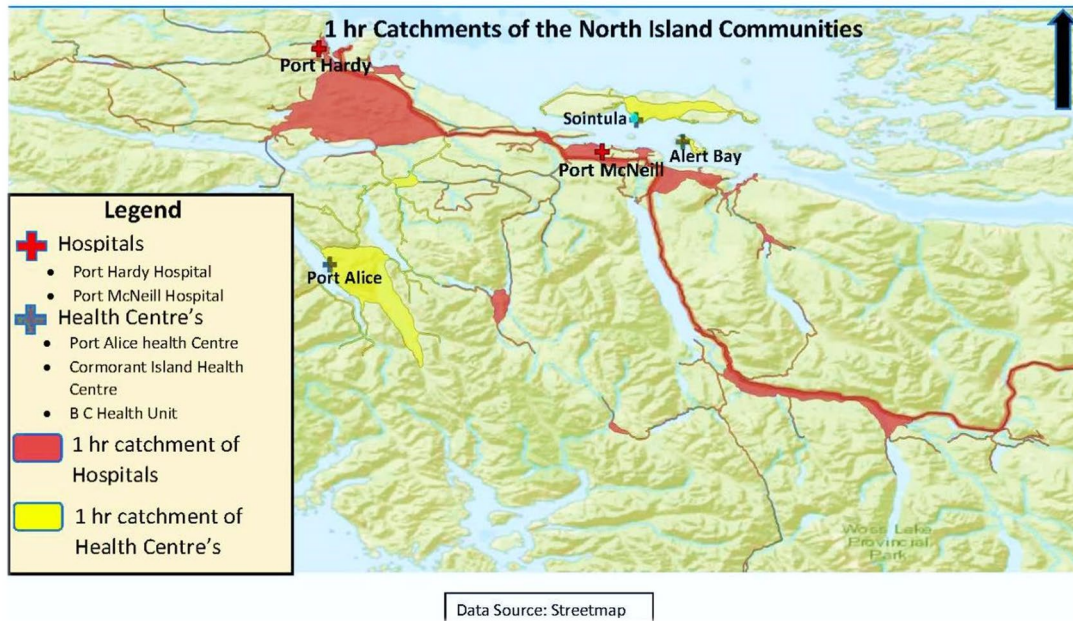 1 hr Catchments of the North Island Communities
Port Hardy
Sointula
Alert Bay
Port McNeill
Port Alice
Legend
Hospitals
• Port Hardy Hospital
• Port McNeill Hospital
Health Centre's
• Port Alice health Centre
• Cormorant Island Health
Centre
• B C Health Unit
1 hr catchment of
Hospitals
1 hr catchment of
Health Centre's
Woss Lake
Provincial
Park
Data Source: Streetmap